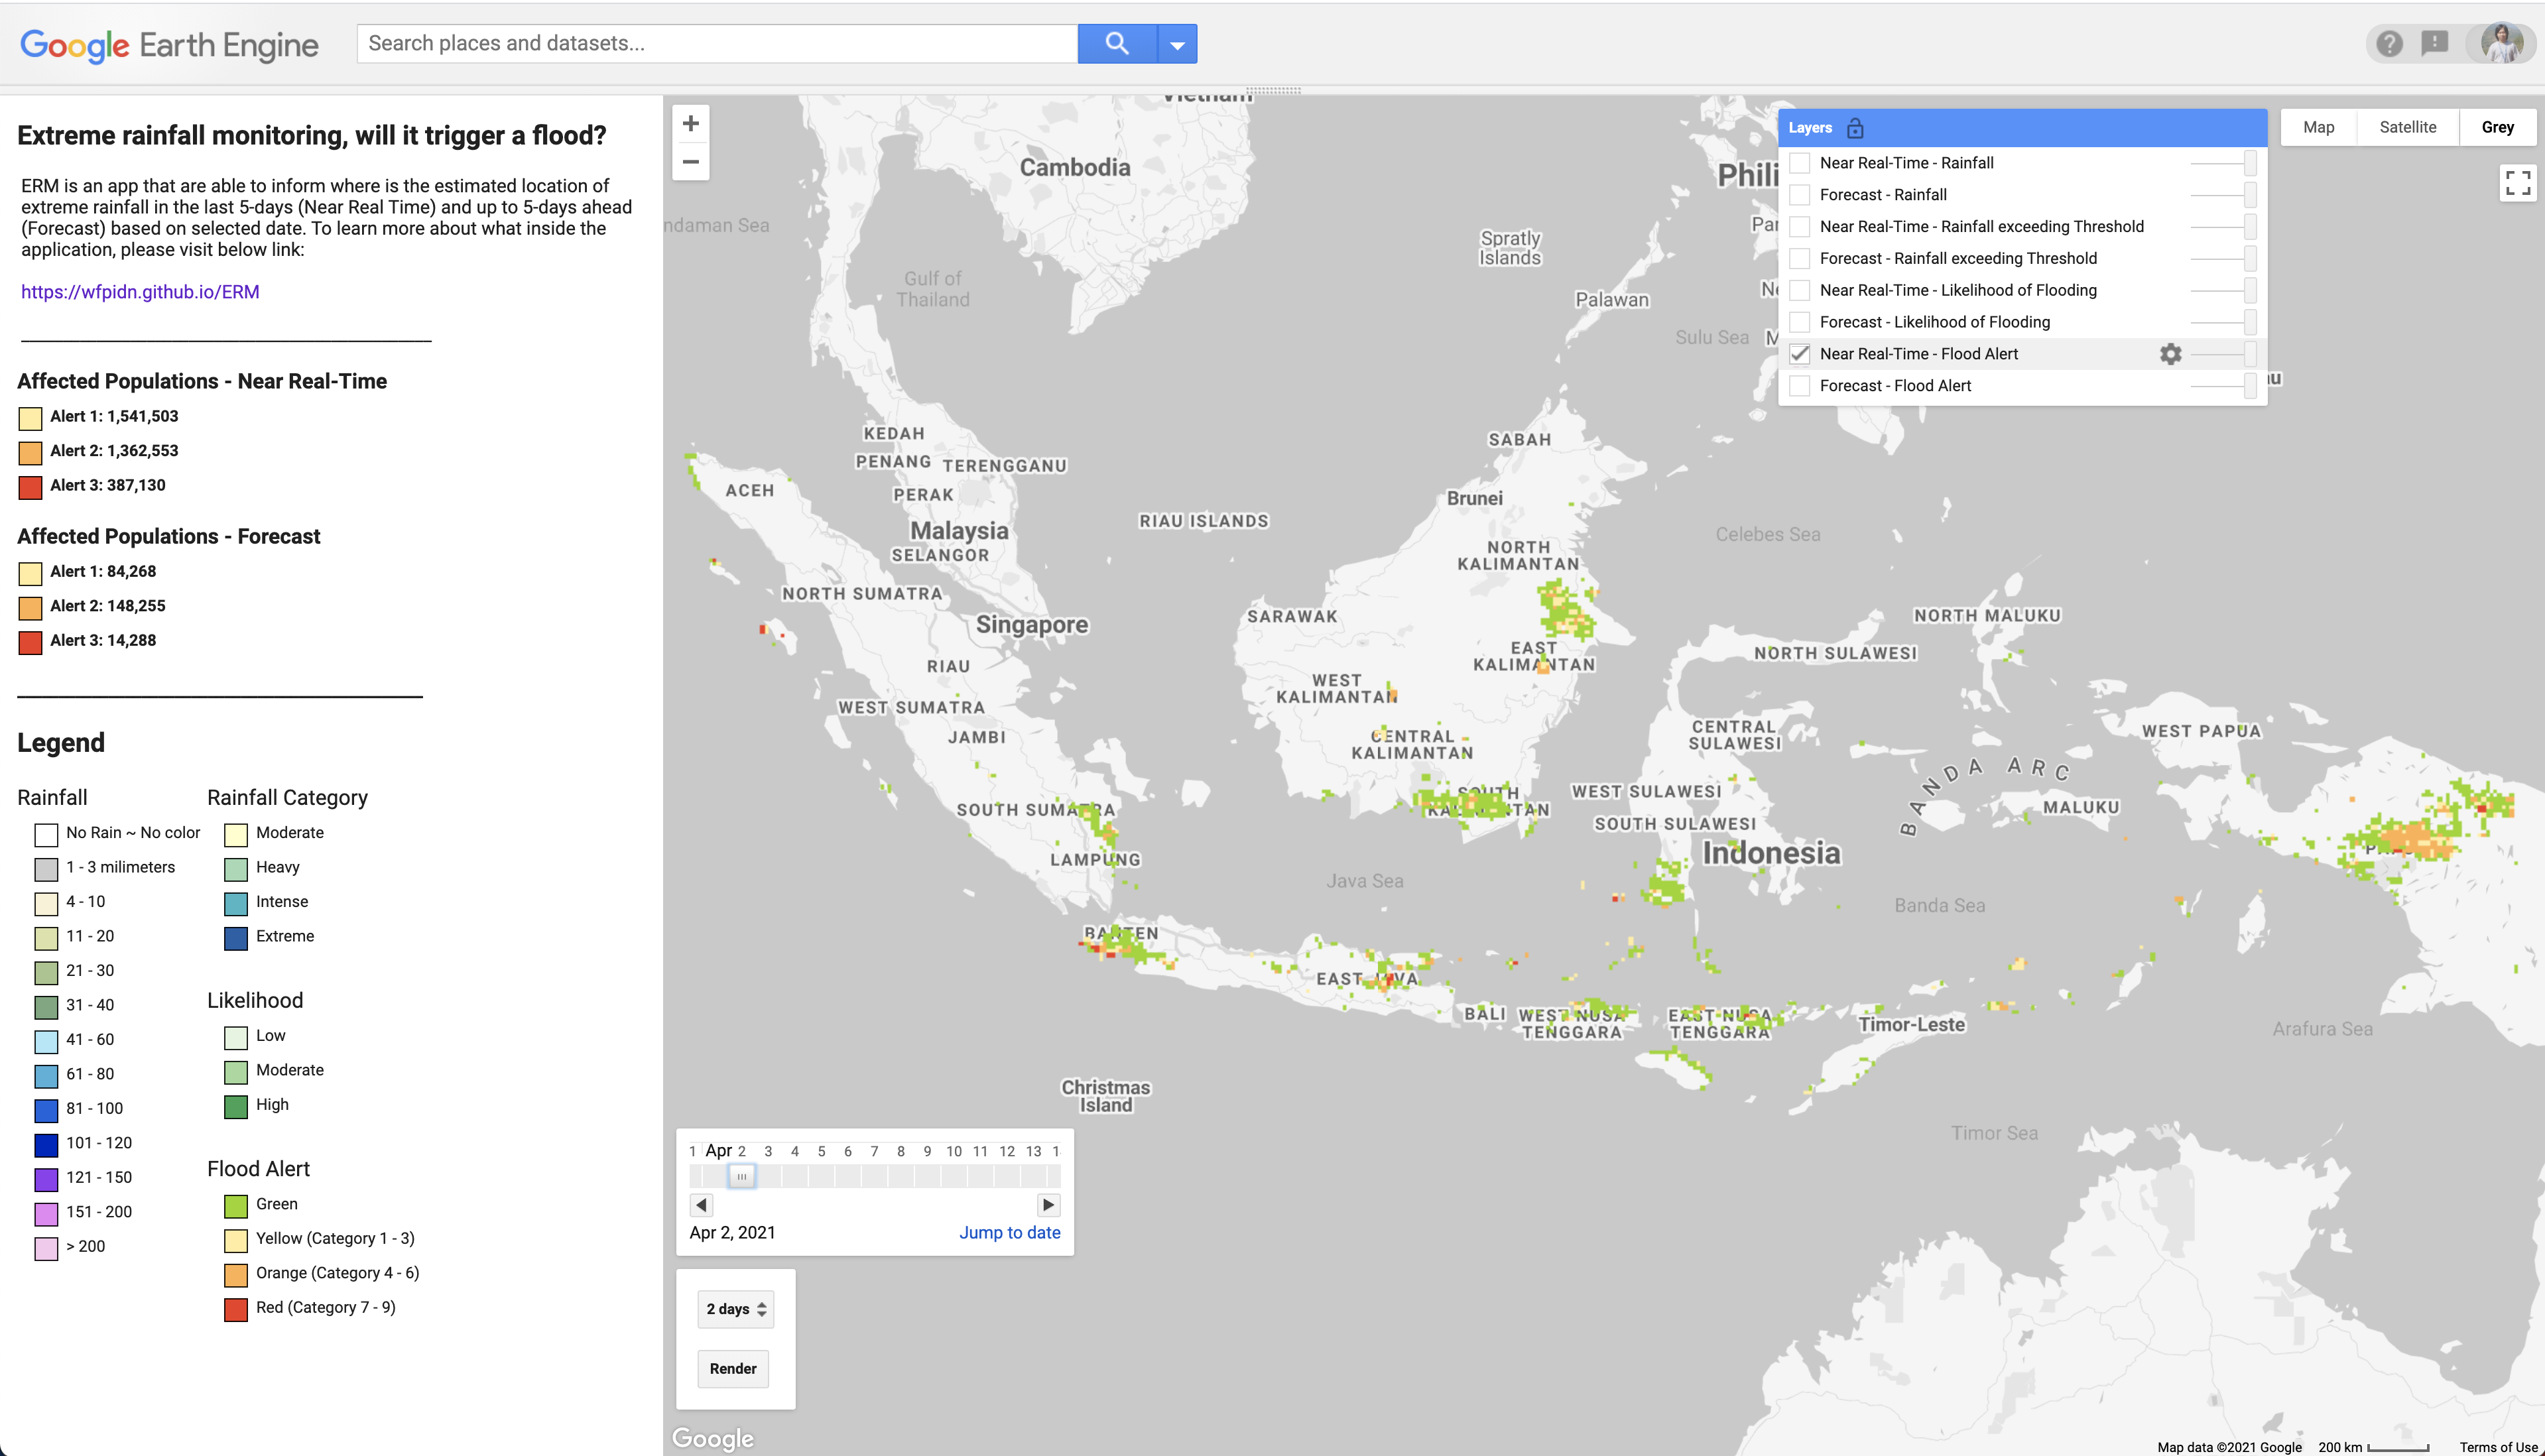 Google Earth Engine
Search places and datasets...
Extreme rainfall monitoring, will it trigger a flood?
ERM is an app that are able to inform where is the estimated location of
extreme rainfall in the last 5-days (Near Real Time) and up to 5-days ahead
(Forecast) based on selected date. To learn more about what inside the
application, please visit below link:
https://wfpidn.github.io/ERM
Affected Populations - Near Real-Time
Alert 1: 1,541,503
Alert 2: 1,362,553
Alert 3: 387,130
Affected Populations - Forecast
Alert 1: 84,268
Alert 2: 148,255
Alert 3: 14,288
Legend
Rainfall
No Rain ~ No color
1 - 3 milimeters
4 - 10
11 - 20
21 - 30
31 - 40
41 - 60
61 - 80
81 - 100
101 - 120
121 - 150
151 - 200
> 200
Rainfall Category
Moderate
Heavy
Intense
Extreme
Likelihood
Low
Moderate
High
Flood Alert
Green
Yellow (Category 1 - 3)
Orange (Category 4 - 6)
Red (Category 7 - 9)
Layers
Near Real-Time - Rainfall
Forecast - Rainfall
Near Real-Time - Rainfall exceeding Threshold
Forecast - Rainfall exceeding Threshold
Near Real-Time - Likelihood of Flooding
Forecast - Likelihood of Flooding
Near Real-Time - Flood Alert
Forecast - Flood Alert
Map
Satellite
Grey
Vietnam
Cambodia
ndaman Sea
Gulf of
Thailand
Spratly
Islands
Phili
Palawan
Sulu Sea
KEDAH
PENANG
TERENGGANU
PERAK
Malaysia
SELANGOR
ACEH
RIAU ISLANDS
SABAH
Brunei
Celebes Sea
NORTH
KALIMANTAN
NORTH SUMATRA
Singapore
SARAWAK
NORTH MALUKU
RIAU
EAST
KALIMANTAN
NORTH SULAWESI
WEST
KALIMANTAN
WEST SUMATRA
JAMBI
CENTRAL
KALIMANTAN
CENTRAL
SULAWESI
WEST PAPUA
BANDA ARC
SOUTH SUMATRA
SOUTH
KALIMANTAN
WEST SULAWESI
SOUTH SULAWESI
MALUKU
LAMPUNG
Indonesia
Java Sea
Banda Sea
BANTEN
EAST JAVA
BALI
WEST NUSA
TENGGARA
EAST NUSA
TENGGARA
Timor-Leste
Arafura Sea
Christmas
Island
Timor Sea
1 Apr 2 3 4 5 6 7 8 9 10 11 12 13 1
Apr 2, 2021
Jump to date
2 days
Render
Google
Map data ©2021 Google
200 km
Terms of Use